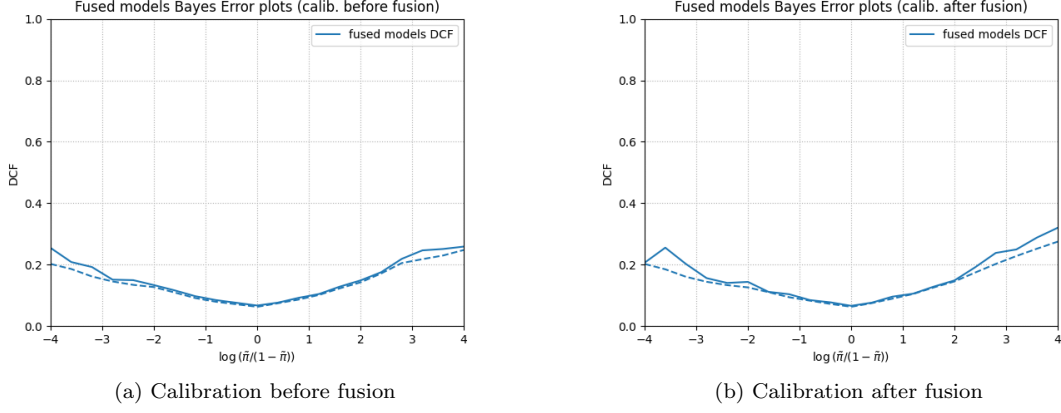 Fused models Bayes Error plots (calib. before fusion)
1.0
0.8
0.6
0.4
0.2
0.0
DCF
fused models DCF
−4 −3 −2 −1 0 1 2 3 4
log (π̃/(1 − π̃))
(a) Calibration before fusion
Fused models Bayes Error plots (calib. after fusion)
1.0
0.8
0.6
0.4
0.2
0.0
DCF
fused models DCF
−4 −3 −2 −1 0 1 2 3 4
log (π̃/(1 − π̃))
(b) Calibration after fusion